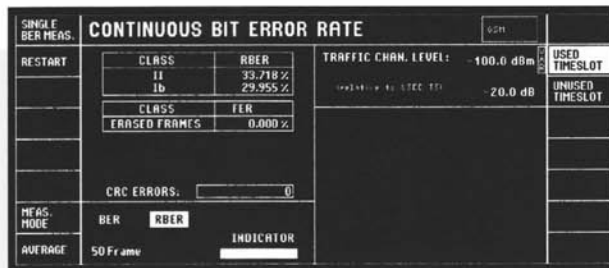 SINGLE
BER MEAS.
CONTINUOUS BIT ERROR RATE
GSM
RESTART
CLASS RBER
II 33.718 %
Ib 29.955 %
CLASS FER
ERASED FRAMES 0.000 %
CRC ERRORS: 0
TRAFFIC CHAN. LEVEL: -100.0 dBm
-20.0 dB
USED
TIMESLOT
UNUSED
TIMESLOT
MEAS.
MODE
BER RBER
AVERAGE
50 Frame
INDICATOR